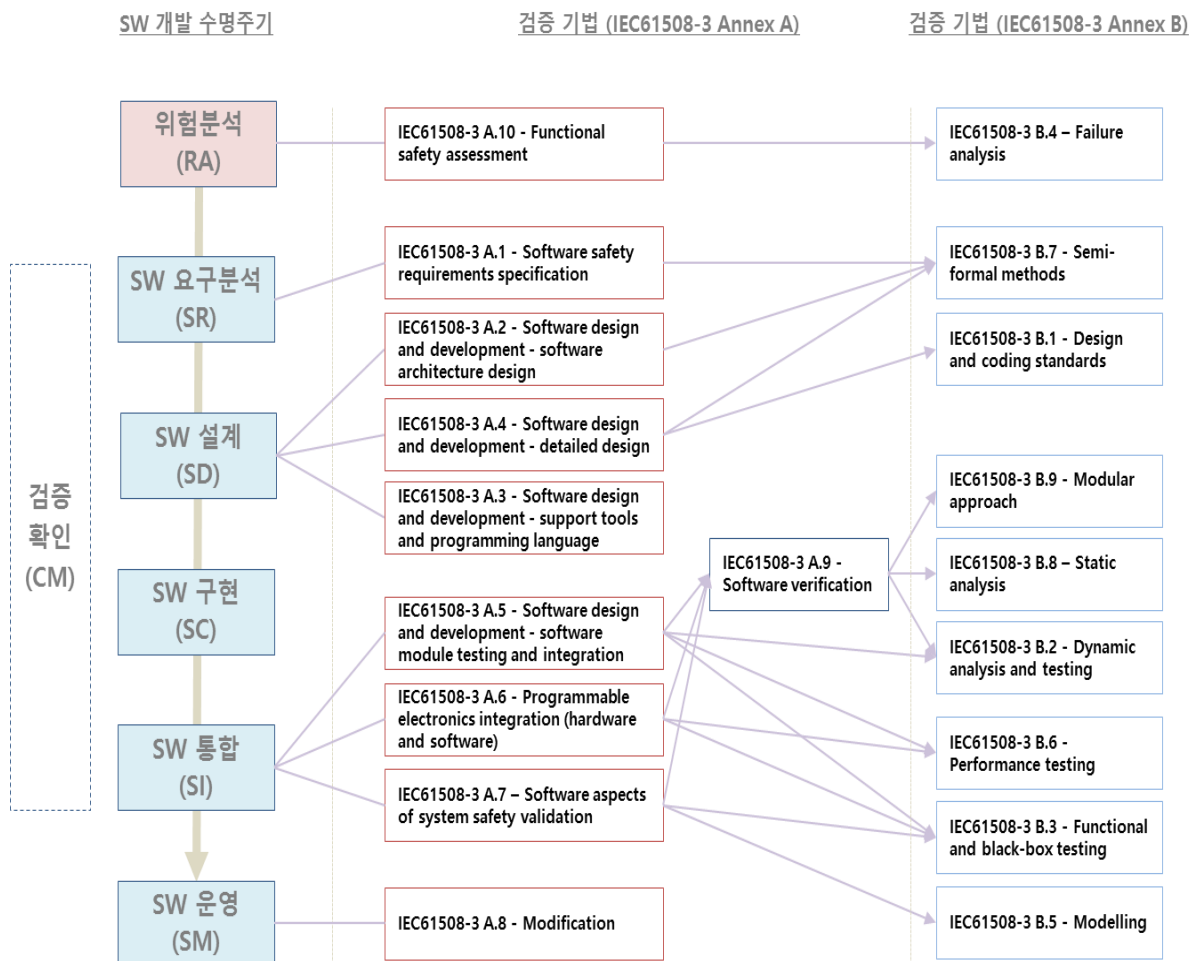 SW 개발 수명주기
검증 기법 (IEC61508-3 Annex A)
검증 기법 (IEC61508-3 Annex B)
위험분석
(RA)
IEC61508-3 A.10 - Functional
safety assessment
IEC61508-3 B.4 – Failure
analysis
SW 요구분석
(SR)
IEC61508-3 A.1 - Software safety
requirements specification
IEC61508-3 B.7 - Semi-
formal methods
IEC61508-3 A.2 - Software design
and development - software
architecture design
IEC61508-3 B.1 - Design
and coding standards
SW 설계
(SD)
IEC61508-3 A.4 - Software design
and development - detailed design
IEC61508-3 A.3 - Software design
and development - support tools
and programming language
IEC61508-3 B.9 - Modular
approach
검증
확인
(CM)
SW 구현
(SC)
IEC61508-3 A.9 -
Software verification
IEC61508-3 B.8 – Static
analysis
IEC61508-3 A.5 - Software design
and development - software
module testing and integration
IEC61508-3 B.2 - Dynamic
analysis and testing
SW 통합
(SI)
IEC61508-3 A.6 - Programmable
electronics integration (hardware
and software)
IEC61508-3 B.6 -
Performance testing
IEC61508-3 A.7 – Software aspects
of system safety validation
IEC61508-3 B.3 - Functional
and black-box testing
SW 운영
(SM)
IEC61508-3 A.8 - Modification
IEC61508-3 B.5 - Modelling